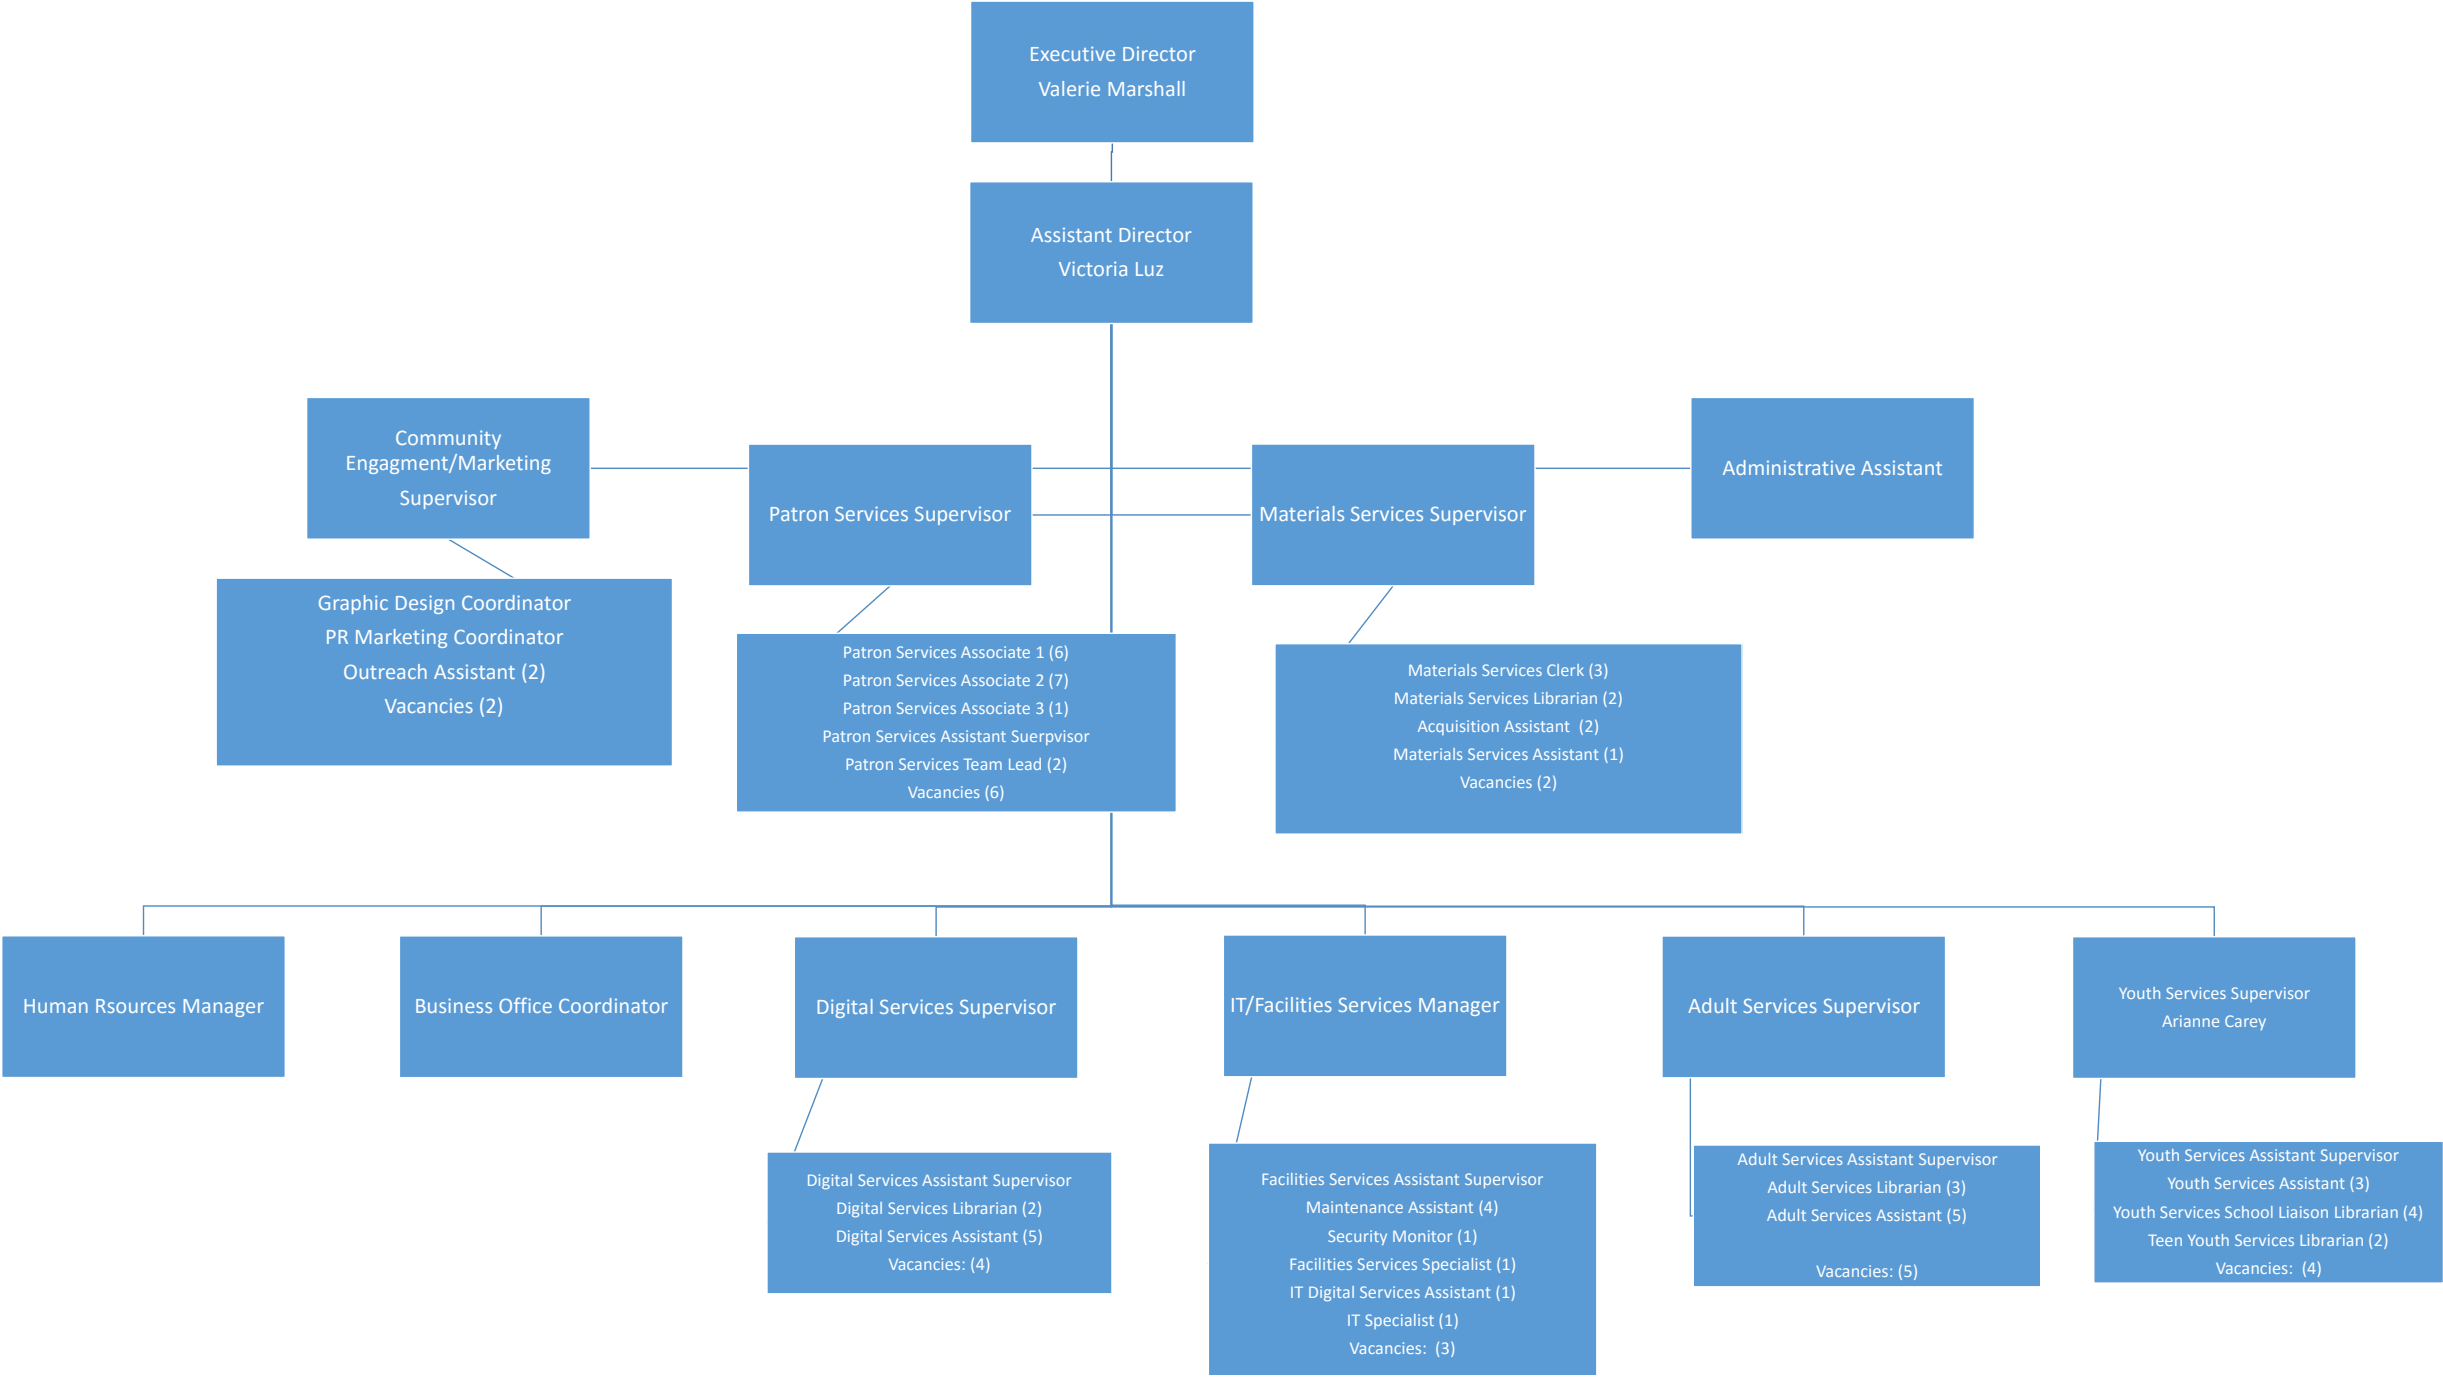 Executive Director
Valerie Marshall
Assistant Director
Victoria Luz
Community
Engagment/Marketing
Supervisor
Patron Services Supervisor
Materials Services Supervisor
Administrative Assistant
Graphic Design Coordinator
PR Marketing Coordinator
Outreach Assistant (2)
Vacancies (2)
Patron Services Associate 1 (6)
Patron Services Associate 2 (7)
Patron Services Associate 3 (1)
Patron Services Assistant Suerpvisor
Patron Services Team Lead (2)
Vacancies (6)
Materials Services Clerk (3)
Materials Services Librarian (2)
Acquisition Assistant (2)
Materials Services Assistant (1)
Vacancies (2)
Human Rsources Manager
Business Office Coordinator
Digital Services Supervisor
IT/Facilities Services Manager
Adult Services Supervisor
Youth Services Supervisor
Arianne Carey
Digital Services Assistant Supervisor
Digital Services Librarian (2)
Digital Services Assistant (5)
Vacancies: (4)
Facilities Services Assistant Supervisor
Maintenance Assistant (4)
Security Monitor (1)
Facilities Services Specialist (1)
IT Digital Services Assistant (1)
IT Specialist (1)
Vacancies: (3)
Adult Services Assistant Supervisor
Adult Services Librarian (3)
Adult Services Assistant (5)
Vacancies: (5)
Youth Services Assistant Supervisor
Youth Services Assistant (3)
Youth Services School Liaison Librarian (4)
Teen Youth Services Librarian (2)
Vacancies: (4)